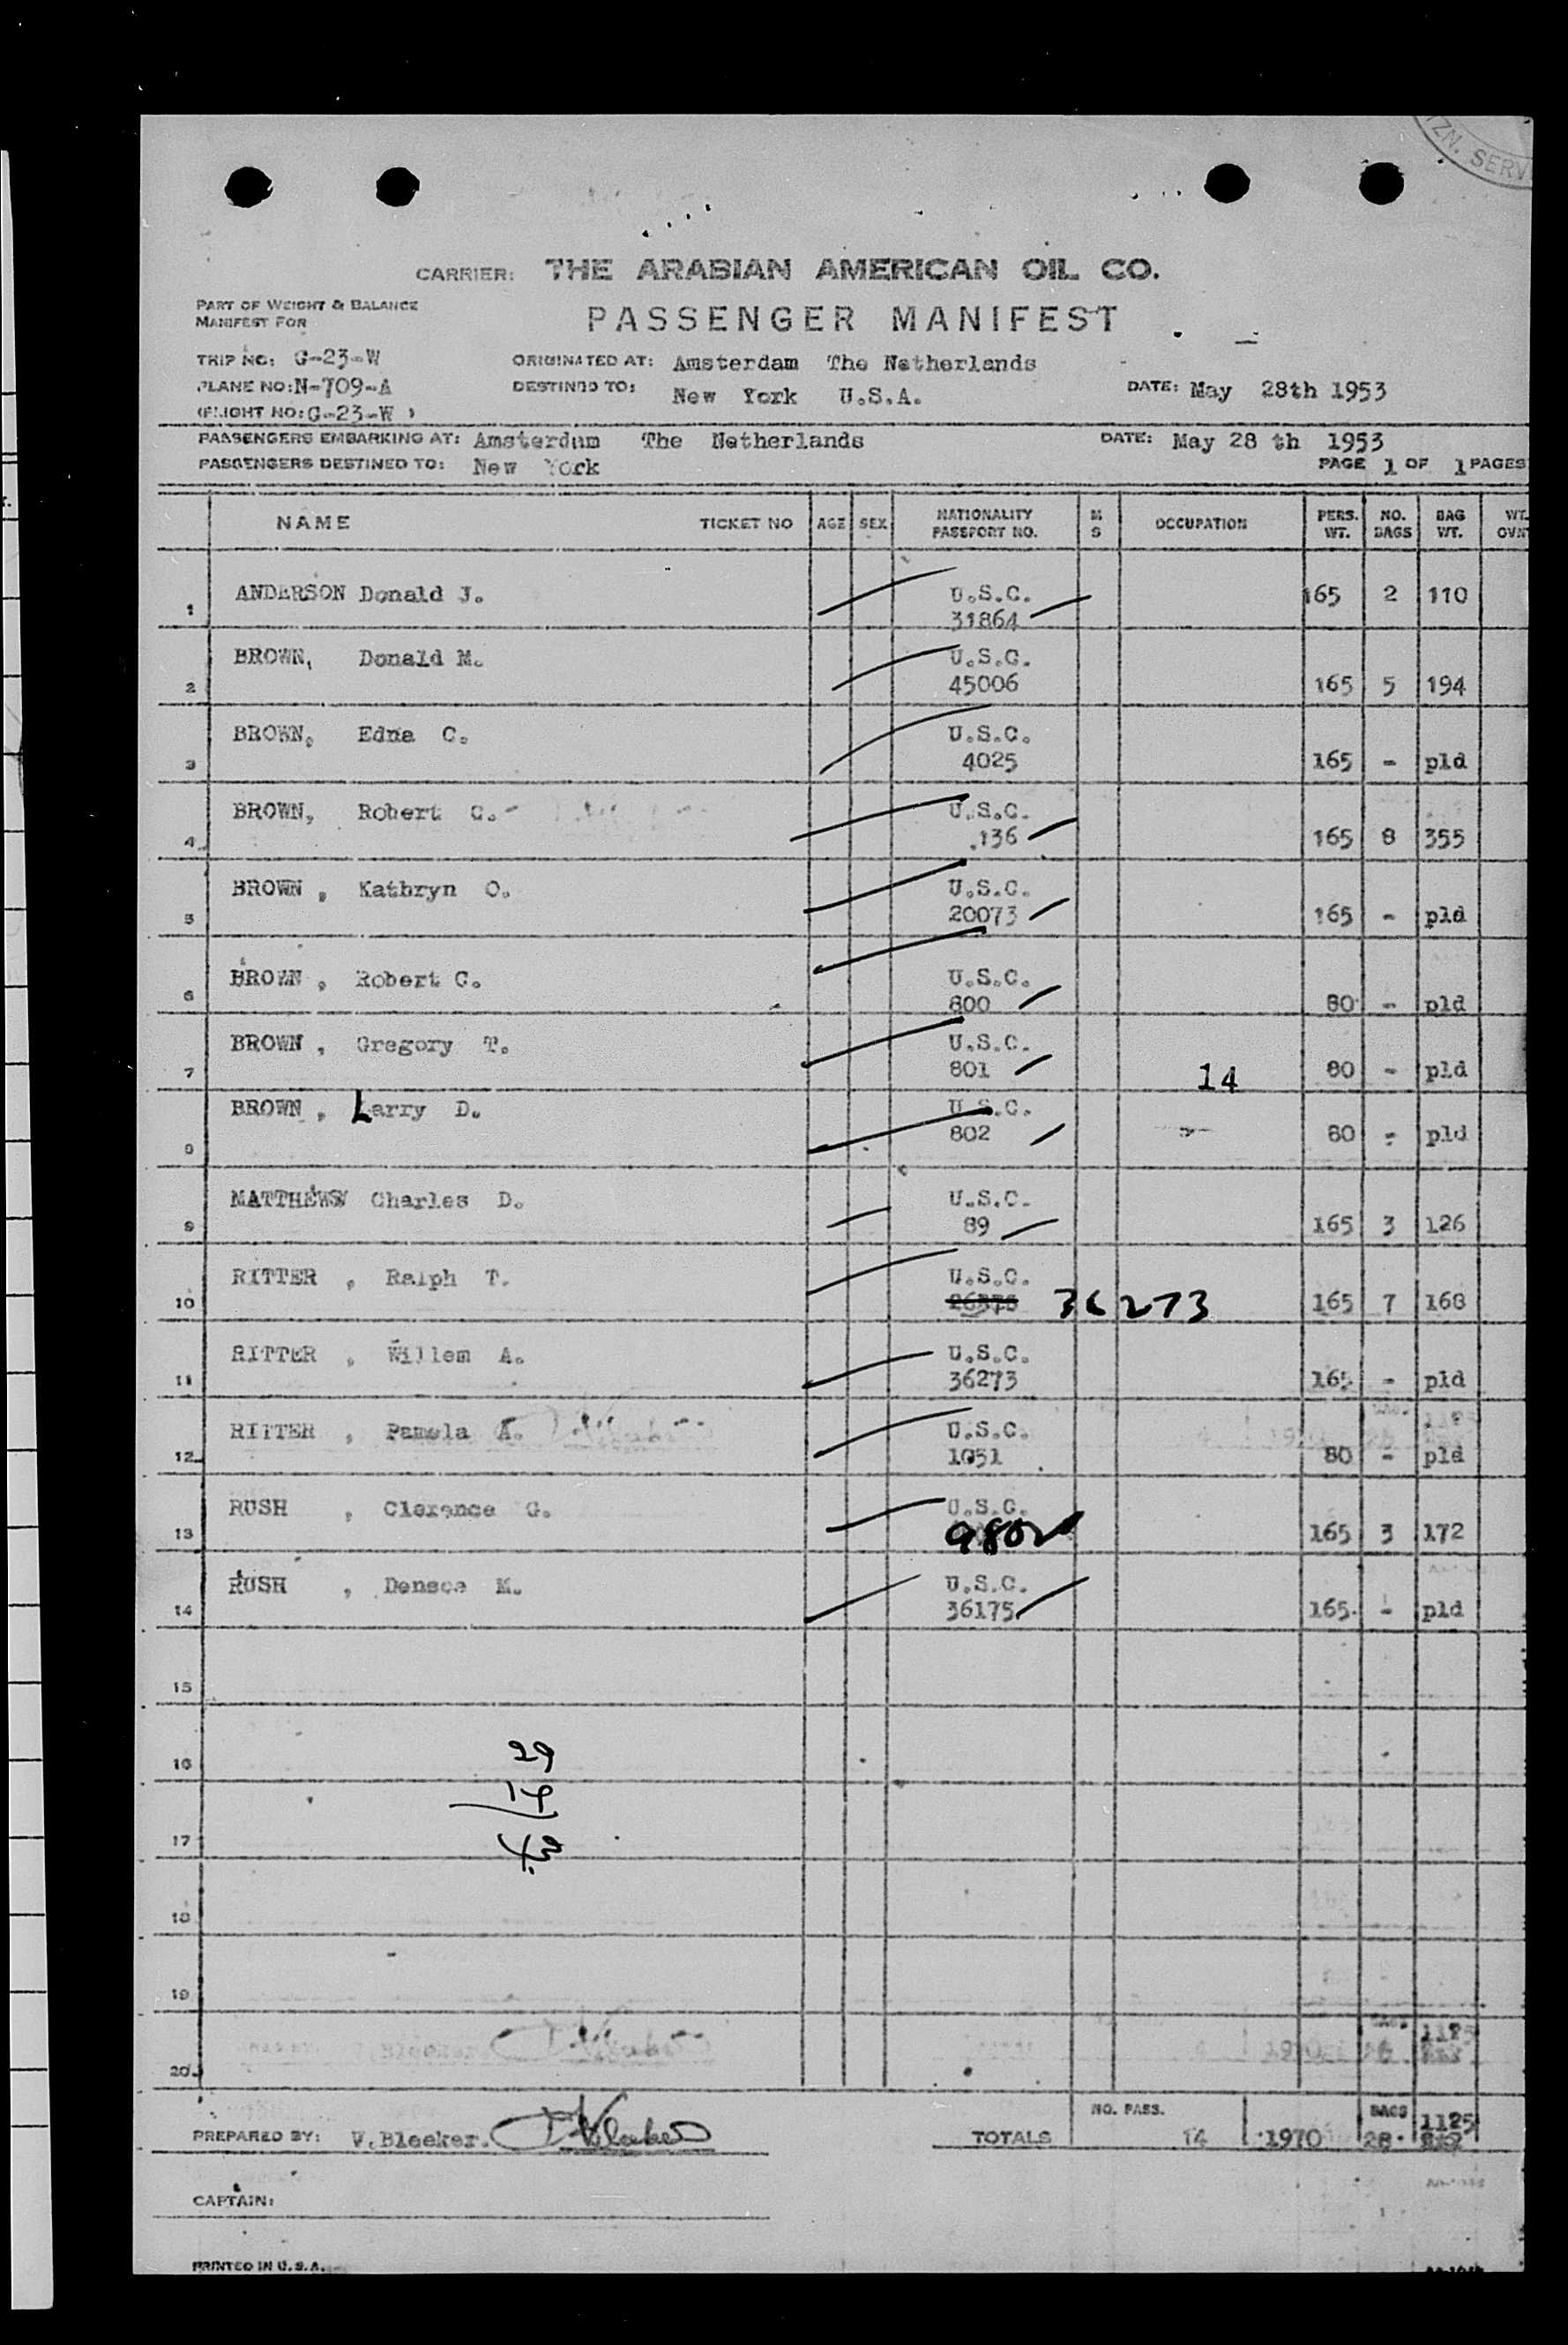 TZN. SERV
CARRIER: THE ARABIAN AMERICAN OIL CO.
PART OF WEIGHT & BALANCE
MANIFEST FOR
PASSENGER MANIFEST
TRIP NO: G-23-W ORIGINATED AT: Amsterdam The Netherlands
PLANE NO: N-709-A DESTINED TO: New York U.S.A. DATE: May 28th 1953
(FLIGHT NO: G-23-W )
PASSENGERS EMBARKING AT: Amsterdam The Netherlands DATE: May 28 th 1953
PASSENGERS DESTINED TO: New York PAGE 1 OF 1 PAGES
NAME TICKET NO AGE SEX NATIONALITY PASSPORT NO. M S OCCUPATION PERS. WT. NO. BAGS BAG WT. WT.
1 ANDERSON Donald J. U.S.C. 165 2 110
31864
BROWN, Donald M. U.S.C.
2 45006 165 5 194
BROWN, Edna C. U.S.C.
3 4025 165 - pld
BROWN, Robert C. U.S.C.
4 136 165 8 355
BROWN , Kathryn O. U.S.C.
5 20073 165 - pld
BROWN , Robert C. U.S.C.
6 800 80 - pld
BROWN , Gregory T. U.S.C.
7 801 14 80 - pld
BROWN , Larry D. U.S.C.
8 802 80 - pld
MATTHEWS Charles D. U.S.C.
9 89 165 3 126
RITTER , Ralph T. U.S.C.
10 36273 165 7 168
RITTER , Willem A. U.S.C.
11 36273 165 - pld
RITTER , Pamela A. U.S.C.
12 1051 80 - pld
RUSH , Clarence G. U.S.C.
13 9802 165 3 172
RUSH , Densce M. U.S.C.
14 36175 165 - pld
15
16 29
14
17 43
18
19
20
NO. PASS. BAGS 1125
PREPARED BY: V.Bleeker. TOTALS 14 1970 28
CAPTAIN:
PRINTED IN U.S.A.